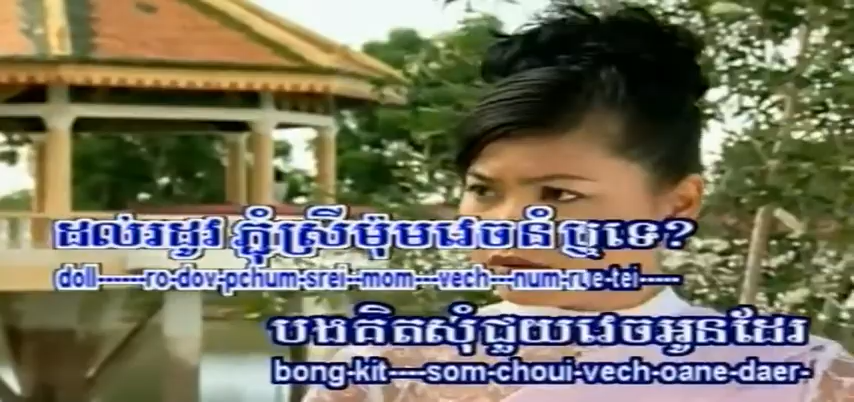 ដល់រដូវ ភ្ជុំស្រីម៉ុមវេចនំ ឬទេ?
(doll------ro-dov-pchum-srei--mom---vech---num-rue-tei-----
បងគិតសុំជួយវេចអូនដែរ
bong-kit----som-choui-vech-oane-daer-